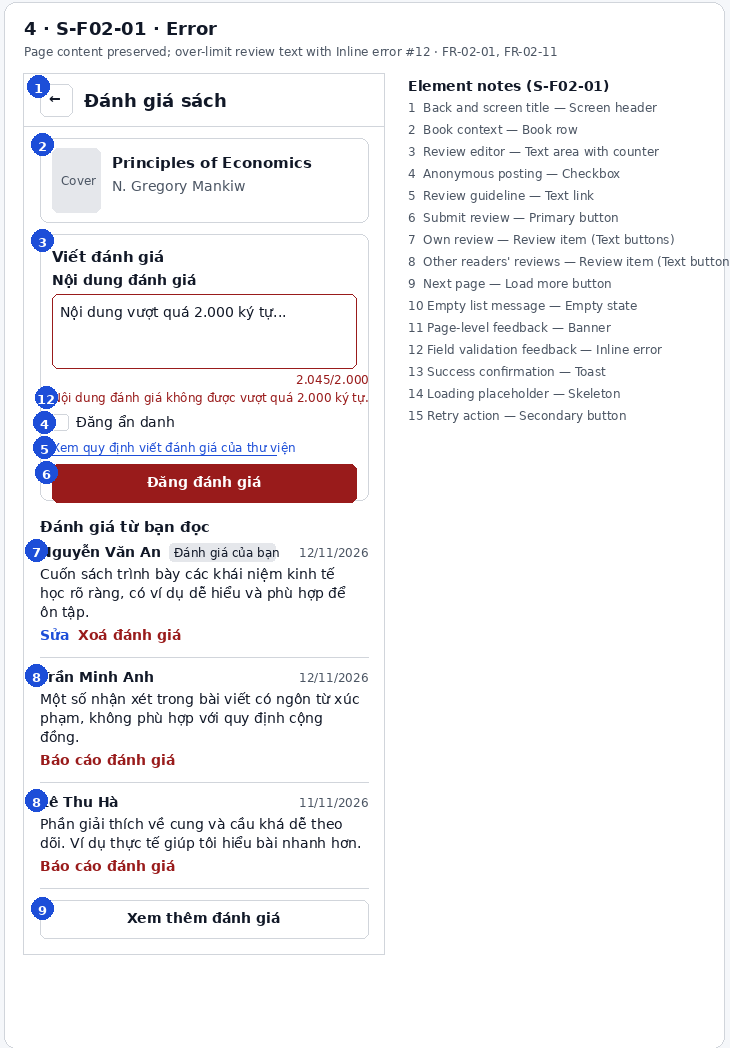 4 · S-F02-01 · Error
Page content preserved; over-limit review text with Inline error #12 · FR-02-01, FR-02-11
1
←
Đánh giá sách
2
Cover
Principles of Economics
N. Gregory Mankiw
3
Viết đánh giá
Nội dung đánh giá
Nội dung vượt quá 2.000 ký tự...
2.045/2.000
12
Nội dung đánh giá không được vượt quá 2.000 ký tự.
4
Đăng ẩn danh
5
Xem quy định viết đánh giá của thư viện
6
Đăng đánh giá
Đánh giá từ bạn đọc
7
Nguyễn Văn An Đánh giá của bạn 12/11/2026
Cuốn sách trình bày các khái niệm kinh tế
học rõ ràng, có ví dụ dễ hiểu và phù hợp để
ôn tập.
Sửa Xoá đánh giá
8
Trần Minh Anh 12/11/2026
Một số nhận xét trong bài viết có ngôn từ xúc
phạm, không phù hợp với quy định cộng
đồng.
Báo cáo đánh giá
8
Lê Thu Hà 11/11/2026
Phần giải thích về cung và cầu khá dễ theo
dõi. Ví dụ thực tế giúp tôi hiểu bài nhanh hơn.
Báo cáo đánh giá
9
Xem thêm đánh giá
Element notes (S-F02-01)
1 Back and screen title — Screen header
2 Book context — Book row
3 Review editor — Text area with counter
4 Anonymous posting — Checkbox
5 Review guideline — Text link
6 Submit review — Primary button
7 Own review — Review item (Text buttons)
8 Other readers' reviews — Review item (Text button
9 Next page — Load more button
10 Empty list message — Empty state
11 Page-level feedback — Banner
12 Field validation feedback — Inline error
13 Success confirmation — Toast
14 Loading placeholder — Skeleton
15 Retry action — Secondary button